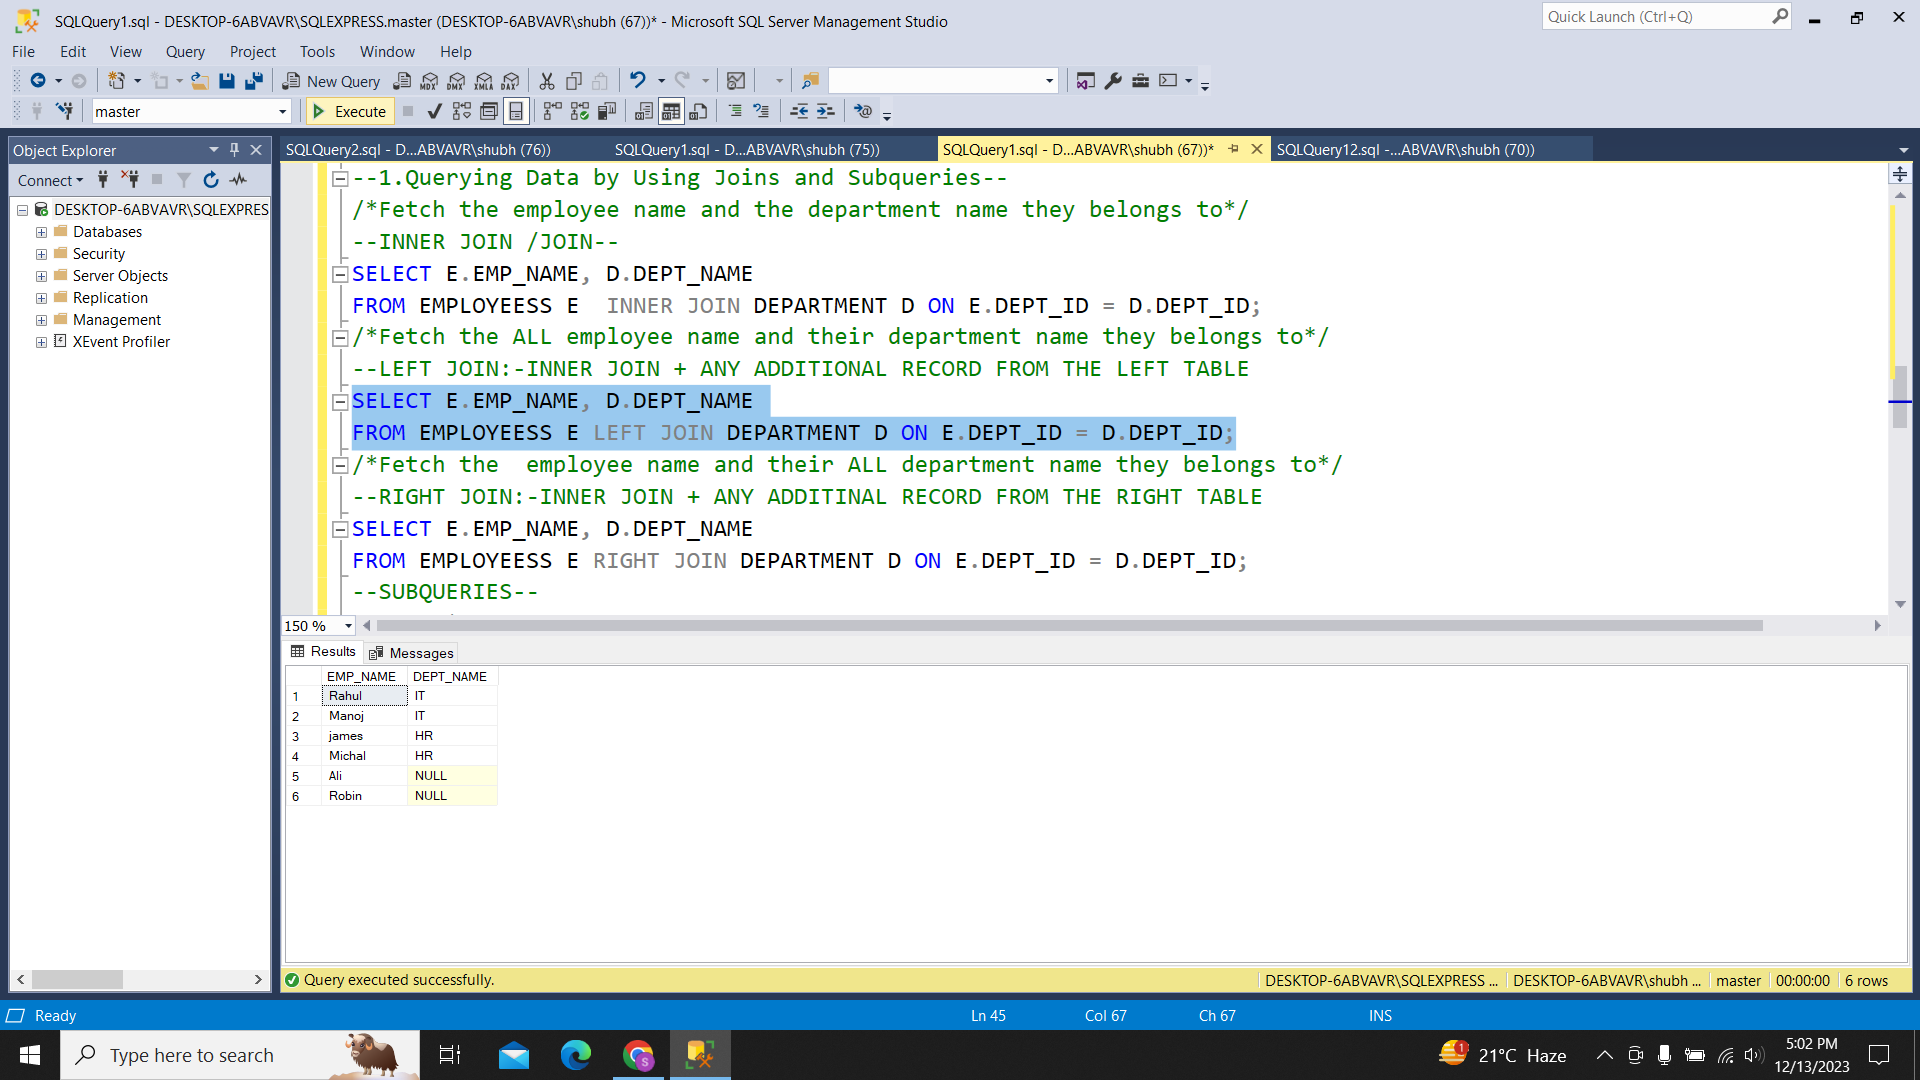 SQLQuery1.sql - DESKTOP-6ABVAVR\SQLEXPRESS.master (DESKTOP-6ABVAVR\shubh (67))* - Microsoft SQL Server Management Studio
Quick Launch (Ctrl+Q)
File Edit View Query Project Tools Window Help
New Query MDX DMX XMLA DAX
master Execute
Object Explorer
SQLQuery2.sql - D...ABVAVR\shubh (76)) SQLQuery1.sql - D...ABVAVR\shubh (75)) SQLQuery1.sql - D...ABVAVR\shubh (67))* SQLQuery12.sql -...ABVAVR\shubh (70))
Connect
DESKTOP-6ABVAVR\SQLEXPRES
Databases
Security
Server Objects
Replication
Management
XEvent Profiler
--1.Querying Data by Using Joins and Subqueries--
/*Fetch the employee name and the department name they belongs to*/
--INNER JOIN /JOIN--
SELECT E.EMP_NAME, D.DEPT_NAME
FROM EMPLOYEESS E  INNER JOIN DEPARTMENT D ON E.DEPT_ID = D.DEPT_ID;
/*Fetch the ALL employee name and their department name they belongs to*/
--LEFT JOIN:-INNER JOIN + ANY ADDITIONAL RECORD FROM THE LEFT TABLE
SELECT E.EMP_NAME, D.DEPT_NAME
FROM EMPLOYEESS E LEFT JOIN DEPARTMENT D ON E.DEPT_ID = D.DEPT_ID;
/*Fetch the  employee name and their ALL department name they belongs to*/
--RIGHT JOIN:-INNER JOIN + ANY ADDITINAL RECORD FROM THE RIGHT TABLE
SELECT E.EMP_NAME, D.DEPT_NAME
FROM EMPLOYEESS E RIGHT JOIN DEPARTMENT D ON E.DEPT_ID = D.DEPT_ID;
--SUBQUERIES--
150 %
Results Messages
EMP_NAME DEPT_NAME
1 Rahul IT
2 Manoj IT
3 james HR
4 Michal HR
5 Ali NULL
6 Robin NULL
Query executed successfully. DESKTOP-6ABVAVR\SQLEXPRESS ... DESKTOP-6ABVAVR\shubh ... master 00:00:00 6 rows
Ready Ln 45 Col 67 Ch 67 INS
Type here to search S 1 21°C Haze 5:02 PM
12/13/2023